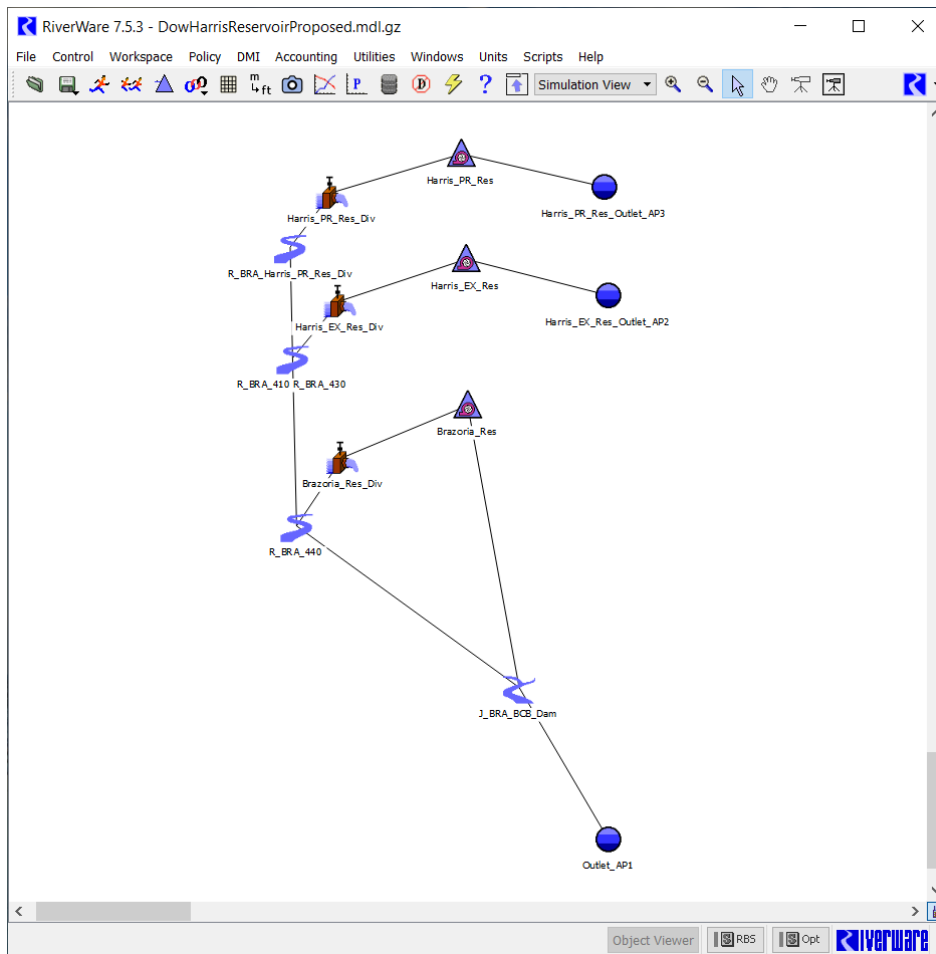 RiverWare 7.5.3 - DowHarrisReservoirProposed.mdl.gz
File Control Workspace Policy DMI Accounting Utilities Windows Units Scripts Help
m ft P D ? Simulation View
Harris_PR_Res
Harris_PR_Res_Div
Harris_PR_Res_Outlet_AP3
R_BRA_Harris_PR_Res_Div
Harris_EX_Res
Harris_EX_Res_Div
Harris_EX_Res_Outlet_AP2
R_BRA_410 R_BRA_430
Brazoria_Res
Brazoria_Res_Div
R_BRA_440
J_BRA_BCB_Dam
Outlet_AP1
Object Viewer S RBS S Opt Riverware